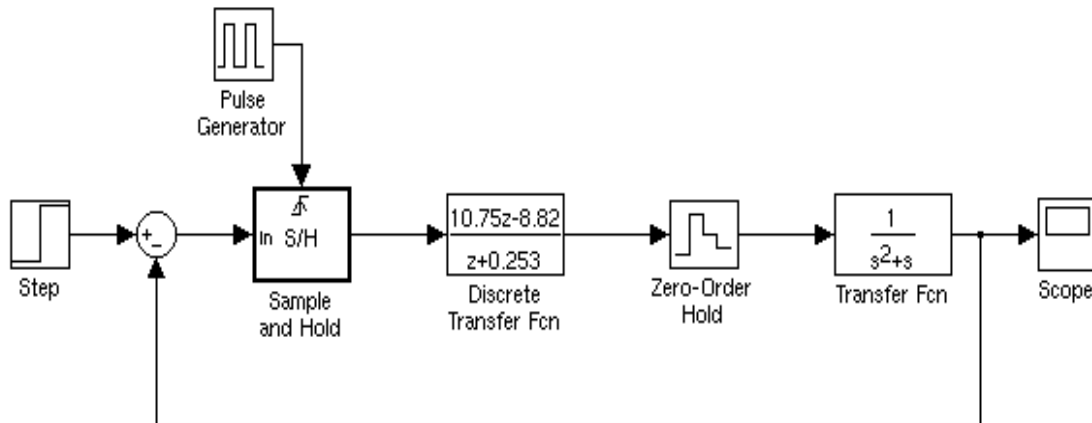 Pulse
Generator
Step
+
−
In S/H
Sample
and Hold
10.75z-8.82
z+0.253
Discrete
Transfer Fcn
Zero-Order
Hold
1
s²+s
Transfer Fcn
Scope